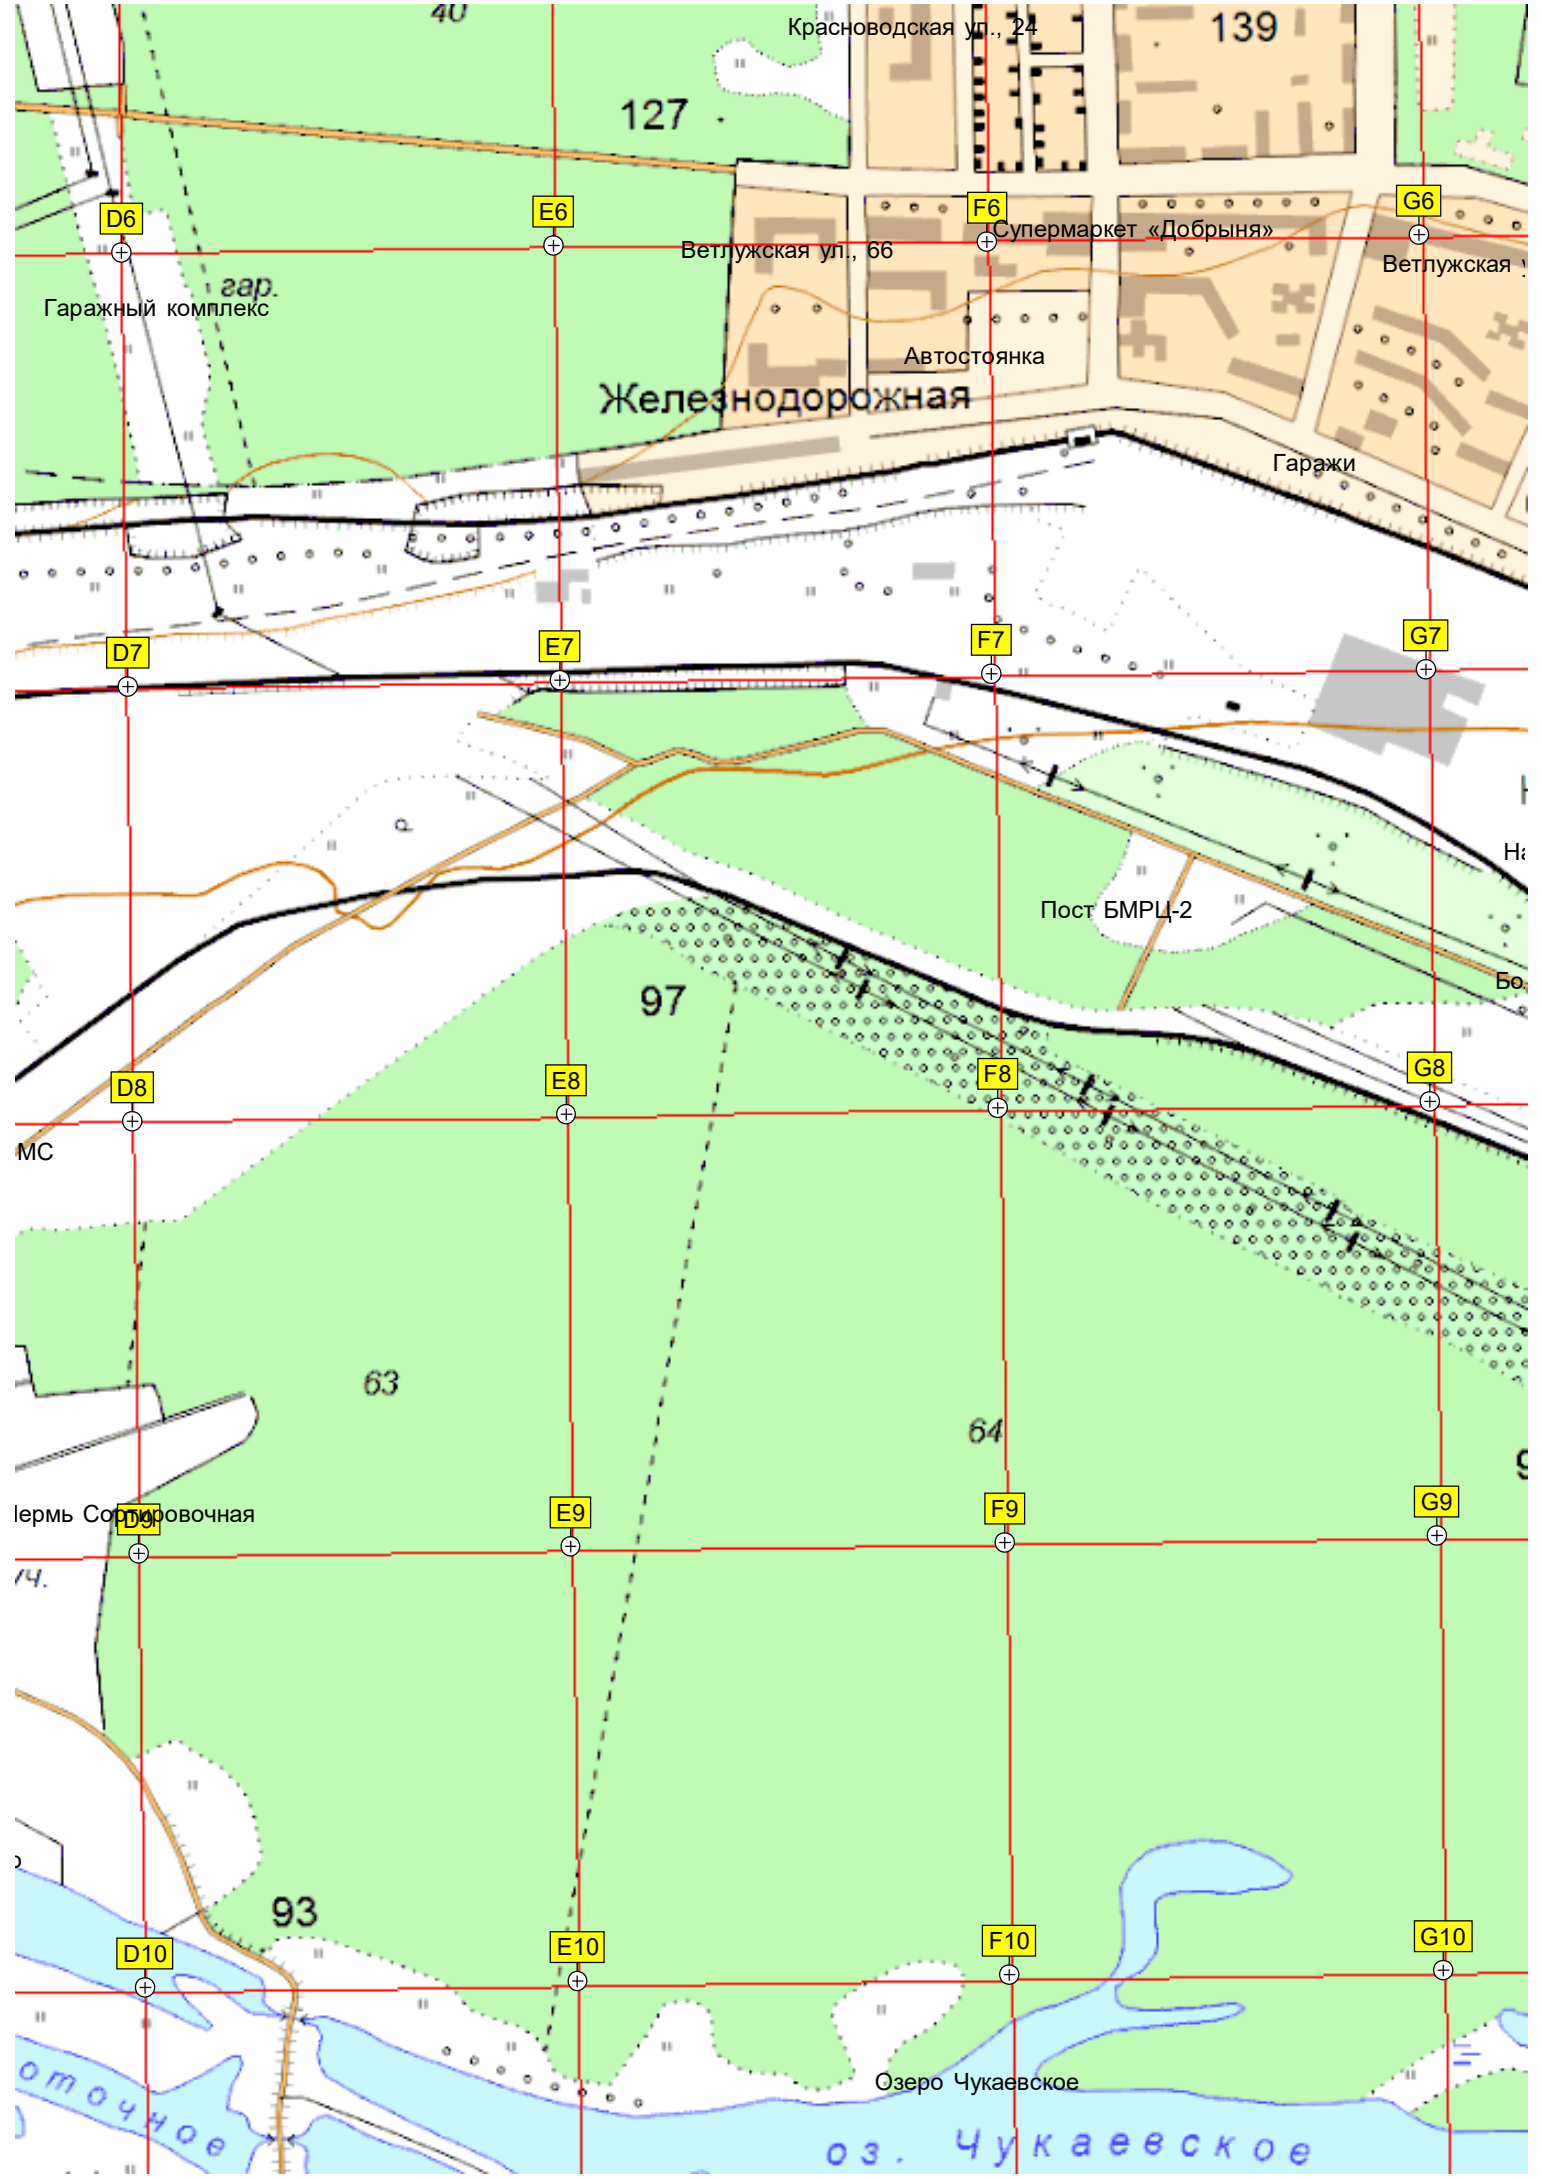 40
Красноводская ул., 24
139
127
D6
E6
F6
G6
Супермаркет «Добрыня»
Ветлужская ул., 66
Ветлужская
гар.
Гаражный комплекс
Автостоянка
Железнодорожная
Гаражи
D7
E7
F7
G7
Р
Пост БМРЦ-2
97
D8
E8
F8
G8
МС
63
64
D9
E9
F9
G9
Сортировочная
93
D10
E10
F10
G10
Озеро Чукаевское
оз. Чукаевское